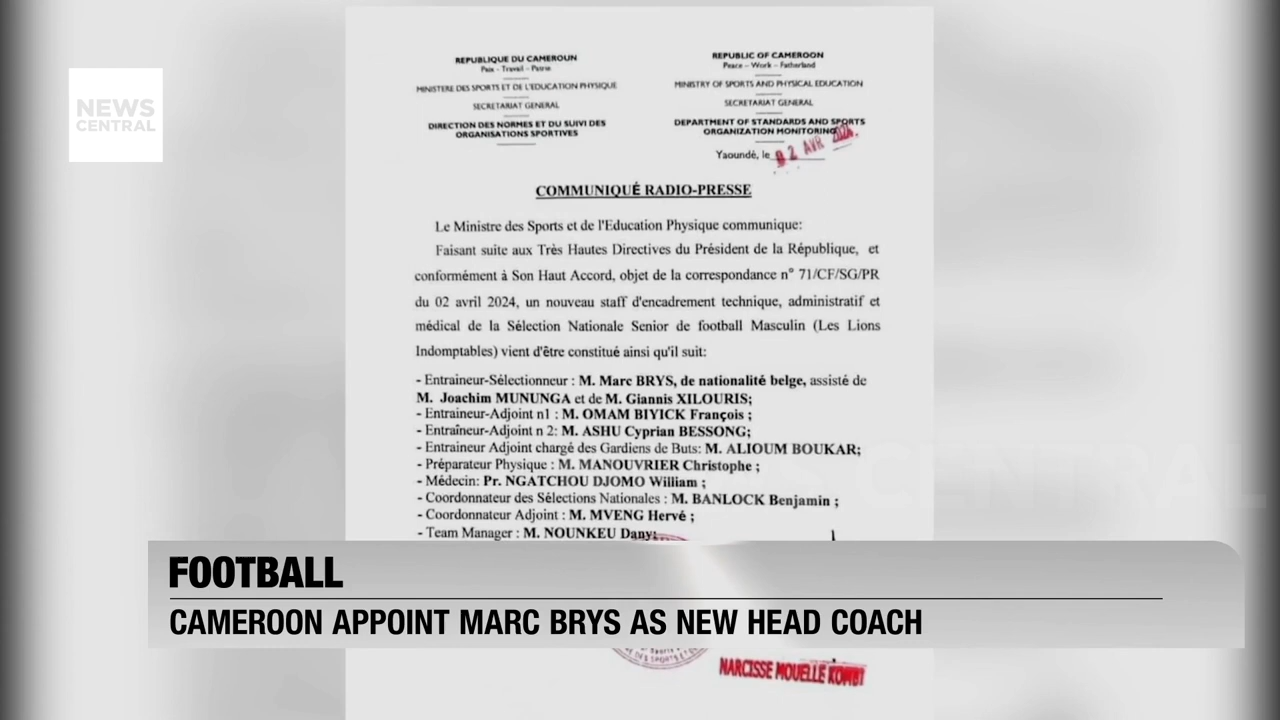 NEWS
CENTRAL
REPUBLIQUE DU CAMEROUN
Paix - Travail - Patrie
MINISTERE DES SPORTS ET DE L'EDUCATION PHYSIQUE
SECRETARIAT GENERAL
DIRECTION DES NORMES ET DU SUIVI DES
ORGANISATIONS SPORTIVES
REPUBLIC OF CAMEROON
Peace - Work - Fatherland
MINISTRY OF SPORTS AND PHYSICAL EDUCATION
SECRETARIAT GENERAL
DEPARTMENT OF STANDARDS AND SPORTS
ORGANIZATION MONITORING
Yaoundé, le 02 AVR 2024
COMMUNIQUÉ RADIO-PRESSE
Le Ministre des Sports et de l'Education Physique communique:
Faisant suite aux Très Hautes Directives du Président de la République, et
conformément à Son Haut Accord, objet de la correspondance n° 71/CF/SG/PR
du 02 avril 2024, un nouveau staff d'encadrement technique, administratif et
médical de la Sélection Nationale Senior de football Masculin (Les Lions
Indomptables) vient d'être constitué ainsi qu'il suit:
- Entraineur-Sélectionneur : M. Marc BRYS, de nationalité belge, assisté de
M. Joachim MUNUNGA et de M. Giannis XILOURIS;
- Entraineur-Adjoint n1 : M. OMAM BIYICK François ;
- Entraîneur-Adjoint n 2: M. ASHU Cyprian BESSONG;
- Entraineur Adjoint chargé des Gardiens de Buts: M. ALIOUM BOUKAR;
- Préparateur Physique : M. MANOUVRIER Christophe ;
- Médecin: Pr. NGATCHOU DJOMO William ;
- Coordonnateur des Sélections Nationales : M. BANLOCK Benjamin ;
- Coordonnateur Adjoint : M. MVENG Hervé ;
- Team Manager : M. NOUNKEU Dany;
FOOTBALL
CAMEROON APPOINT MARC BRYS AS NEW HEAD COACH
NARCISSE MOUELLE KOMBI